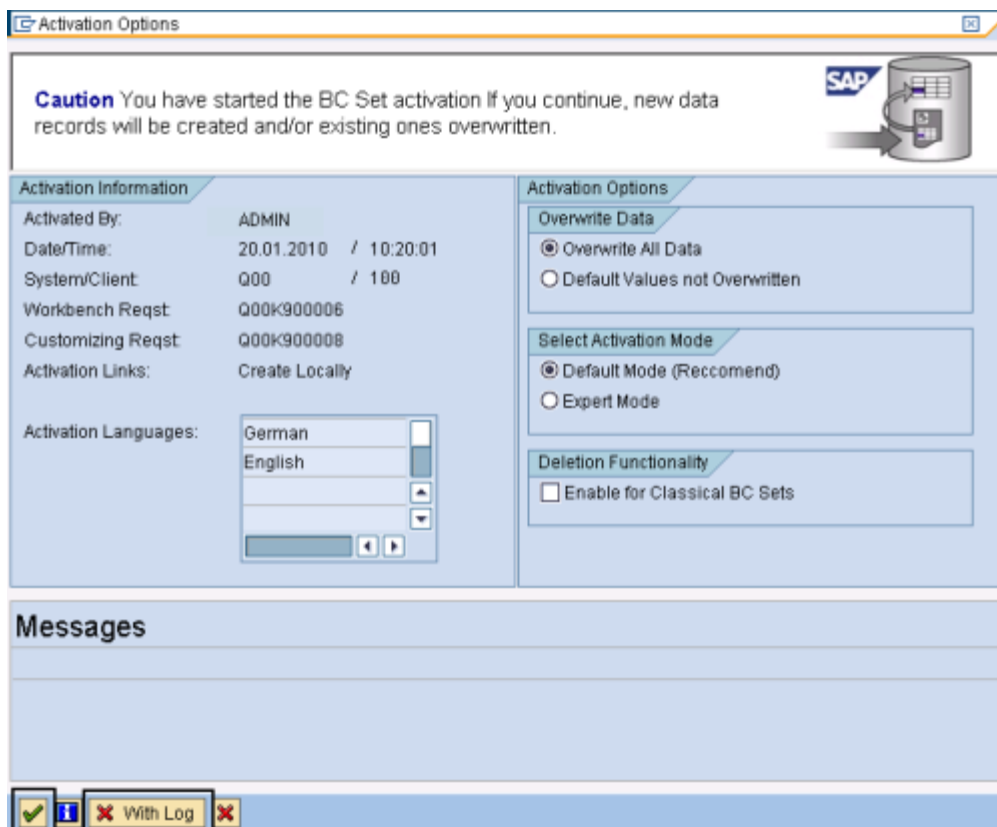 Activation Options
Caution You have started the BC Set activation If you continue, new data
records will be created and/or existing ones overwritten.
SAP
Activation Information
Activated By: ADMIN
Date/Time: 20.01.2010 / 10:20:01
System/Client: Q00 / 100
Workbench Reqst: Q00K900006
Customizing Reqst: Q00K900008
Activation Links: Create Locally
Activation Languages: German
English
Activation Options
Overwrite Data
Overwrite All Data
Default Values not Overwritten
Select Activation Mode
Default Mode (Reccomend)
Expert Mode
Deletion Functionality
Enable for Classical BC Sets
Messages
With Log